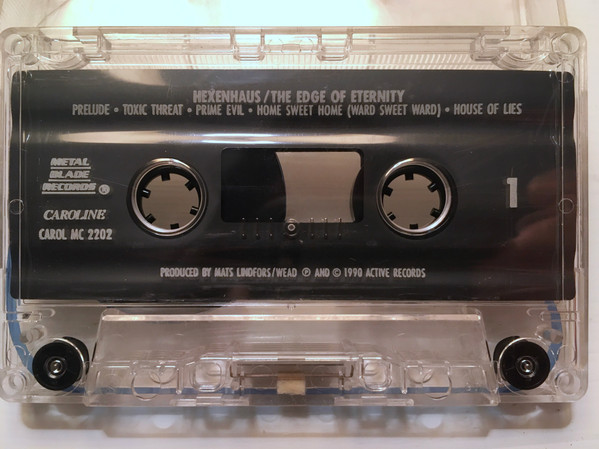 HEXENHAUS/THE EDGE OF ETERNITY
PRELUDE • TOXIC THREAT • PRIME EVIL • HOME SWEET HOME (WARD SWEET WARD) • HOUSE OF LIES
METAL
BLADE
RECORDS ®
CAROLINE
CAROL MC 2202
1
PRODUCED BY MATS LINDFORS/WEAD ℗ AND © 1990 ACTIVE RECORDS